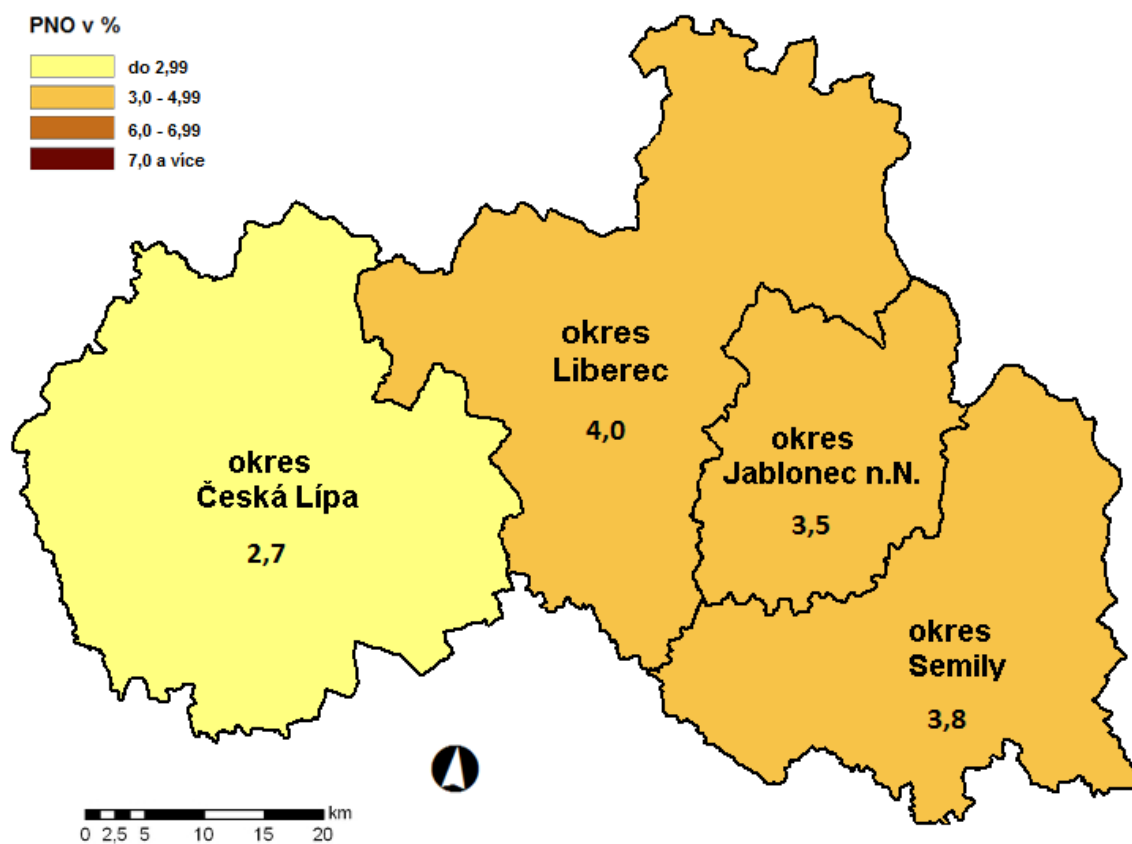 PNO v %
do 2,99
3,0 - 4,99
6,0 - 6,99
7,0 a více
okres
Liberec
4,0
okres
Jablonec n.N.
3,5
okres
Česká Lípa
2,7
okres
Semily
3,8
km
0 2,5 5 10 15 20